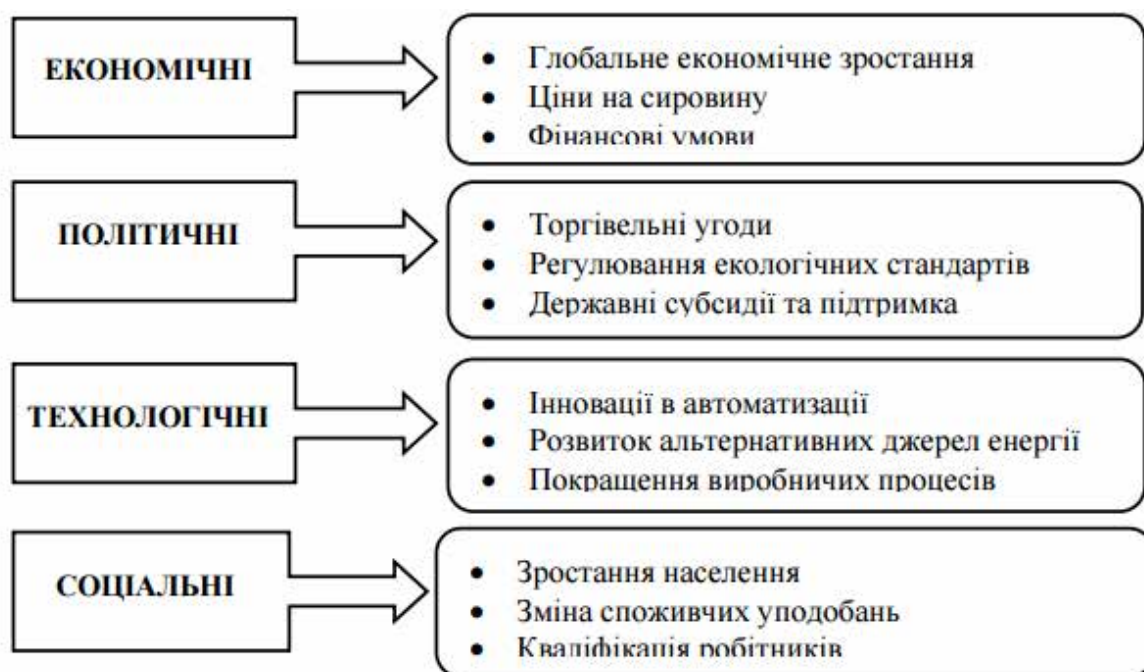 ЕКОНОМІЧНІ
• Глобальне економічне зростання
• Ціни на сировину
• Фінансові умови
ПОЛІТИЧНІ
• Торгівельні угоди
• Регулювання екологічних стандартів
• Державні субсидії та підтримка
ТЕХНОЛОГІЧНІ
• Інновації в автоматизації
• Розвиток альтернативних джерел енергії
• Покращення виробничих процесів
СОЦІАЛЬНІ
• Зростання населення
• Зміна споживчих уподобань
• Кваліфікація робітників